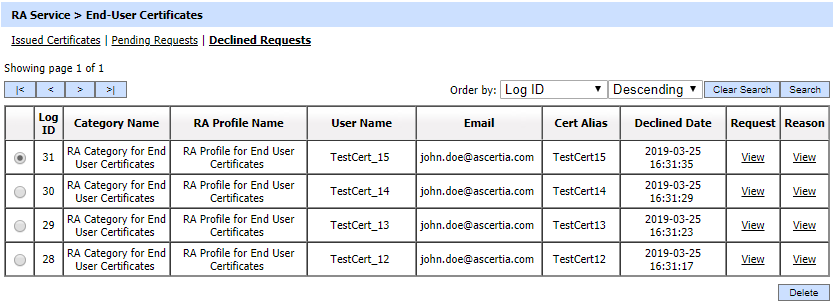 RA Service > End-User Certificates
Issued Certificates | Pending Requests | Declined Requests
Showing page 1 of 1
|< < > >| Order by: Log ID Descending Clear Search Search
Log ID Category Name RA Profile Name User Name Email Cert Alias Declined Date Request Reason
31 RA Category for End User Certificates RA Profile for End User Certificates TestCert_15 john.doe@ascertia.com TestCert15 2019-03-25 16:31:35 View View
30 RA Category for End User Certificates RA Profile for End User Certificates TestCert_14 john.doe@ascertia.com TestCert14 2019-03-25 16:31:29 View View
29 RA Category for End User Certificates RA Profile for End User Certificates TestCert_13 john.doe@ascertia.com TestCert13 2019-03-25 16:31:23 View View
28 RA Category for End User Certificates RA Profile for End User Certificates TestCert_12 john.doe@ascertia.com TestCert12 2019-03-25 16:31:17 View View
Delete